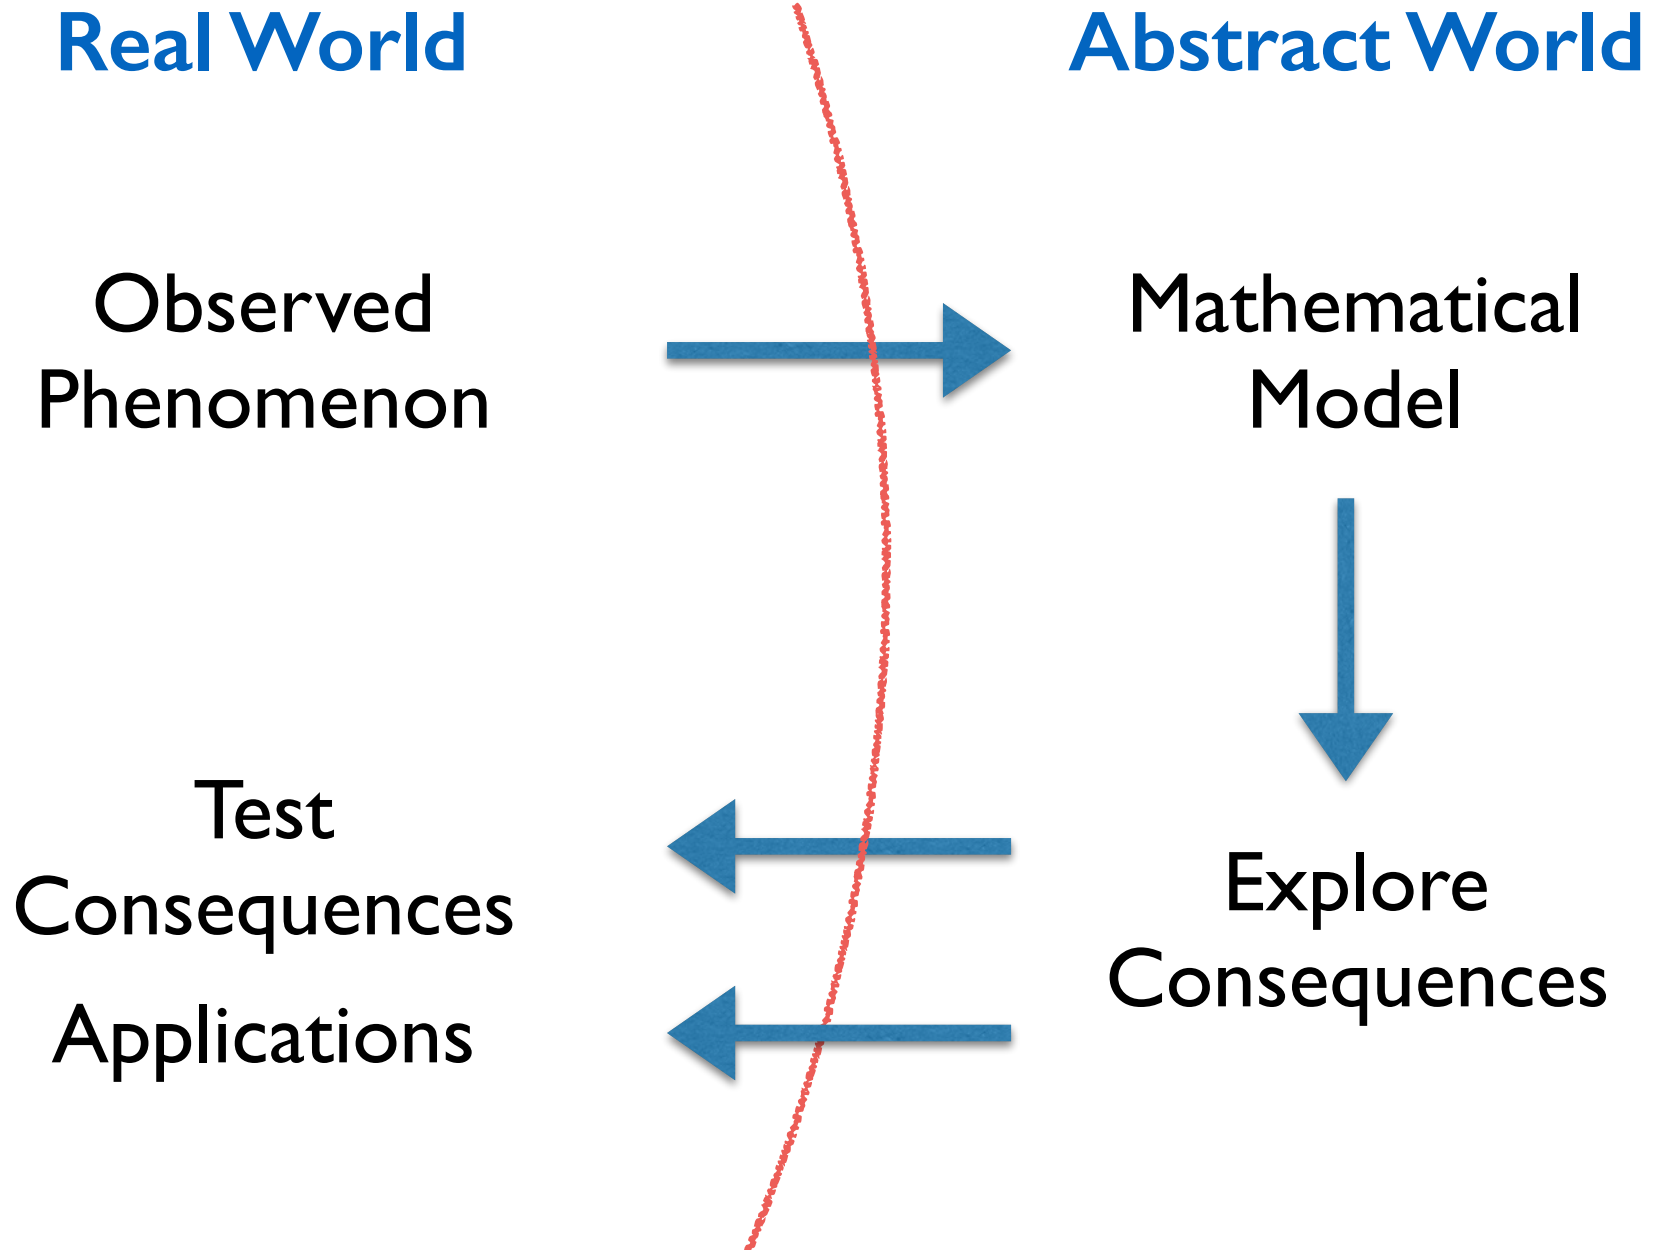 Real World
Abstract World
Observed
Phenomenon
Mathematical
Model
Test
Consequences
Applications
Explore
Consequences